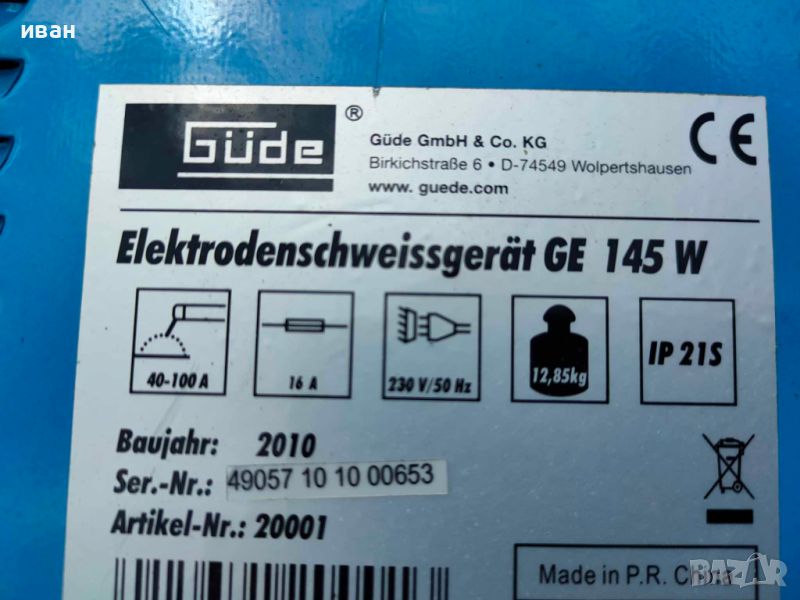 иван
Güde ®
Güde GmbH & Co. KG
Birkichstraße 6 • D-74549 Wolpertshausen
www. guede.com
CE
Elektrodenschweissgerät GE 145 W
40-100 A
16 A
230 V/50 Hz
12,85kg
IP 21S
Baujahr: 2010
Ser.-Nr.: 49057 10 10 00653
Artikel-Nr.: 20001
Made in P.R. China
BAZAR